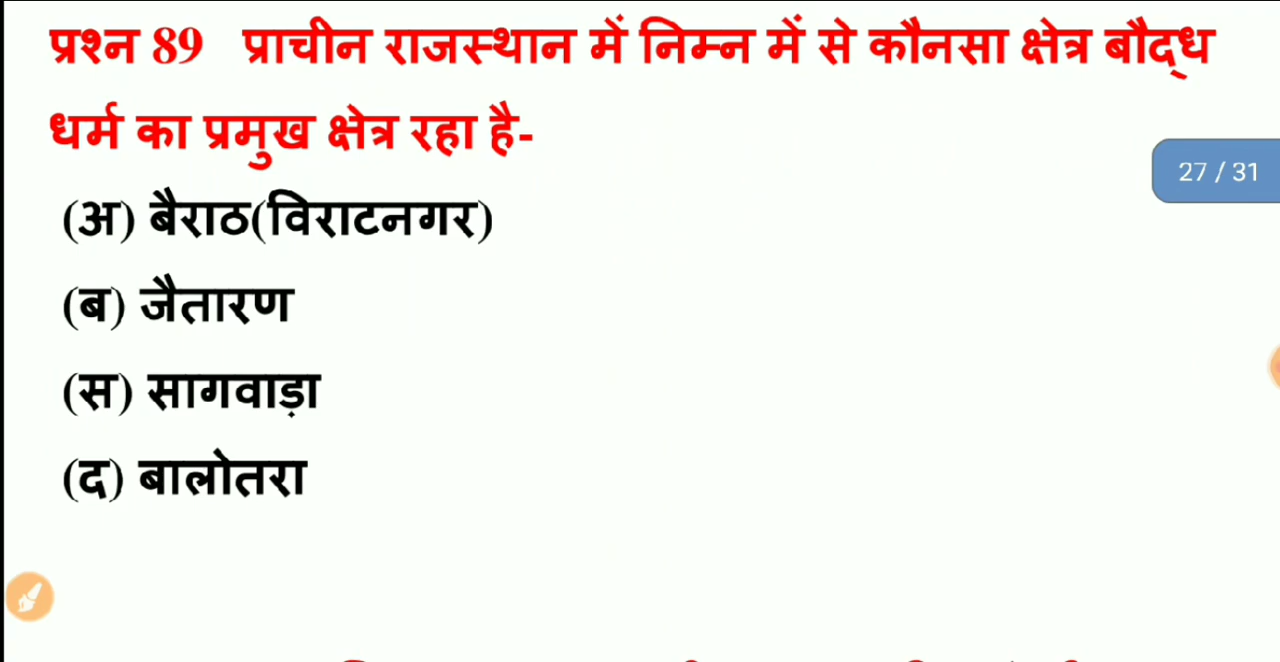 प्रश्न 89 प्राचीन राजस्थान में निम्न में से कौनसा क्षेत्र बौद्ध
धर्म का प्रमुख क्षेत्र रहा है-
27 / 31
(अ) बैराठ(विराटनगर)
(ब) जैतारण
(स) सागवाड़ा
(द) बालोतरा